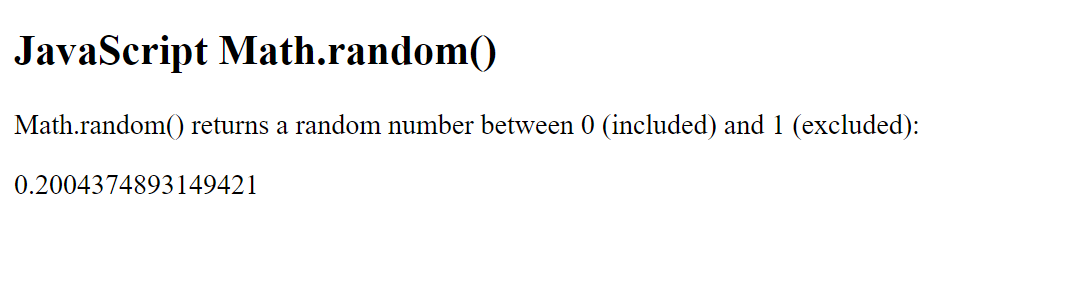 JavaScript Math.random()
Math.random() returns a random number between 0 (included) and 1 (excluded):
0.2004374893149421